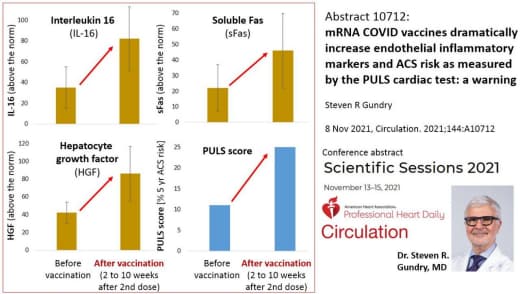 Interleukin 16
(IL-16)
IL-16 (above the norm)
100
80
60
40
20
0
Soluble Fas
(sFas)
sFas (above the norm)
80
60
40
20
0
Hepatocyte
growth factor
(HGF)
HGF (above the norm)
120
100
80
60
40
20
0
Before
vaccination
After vaccination
(2 to 10 weeks
after 2nd dose)
PULS score
PULS score [% 5 yr ACS risk]
25
20
15
10
5
0
Before
vaccination
After vaccination
(2 to 10 weeks
after 2nd dose)
Abstract 10712:
mRNA COVID vaccines dramatically
increase endothelial inflammatory
markers and ACS risk as measured
by the PULS cardiac test: a warning
Steven R Gundry
8 Nov 2021, Circulation. 2021;144:A10712
Conference abstract
Scientific Sessions 2021
November 13-15, 2021
American Heart Association
Professional Heart Daily
Circulation
Dr. Steven R.
Gundry, MD